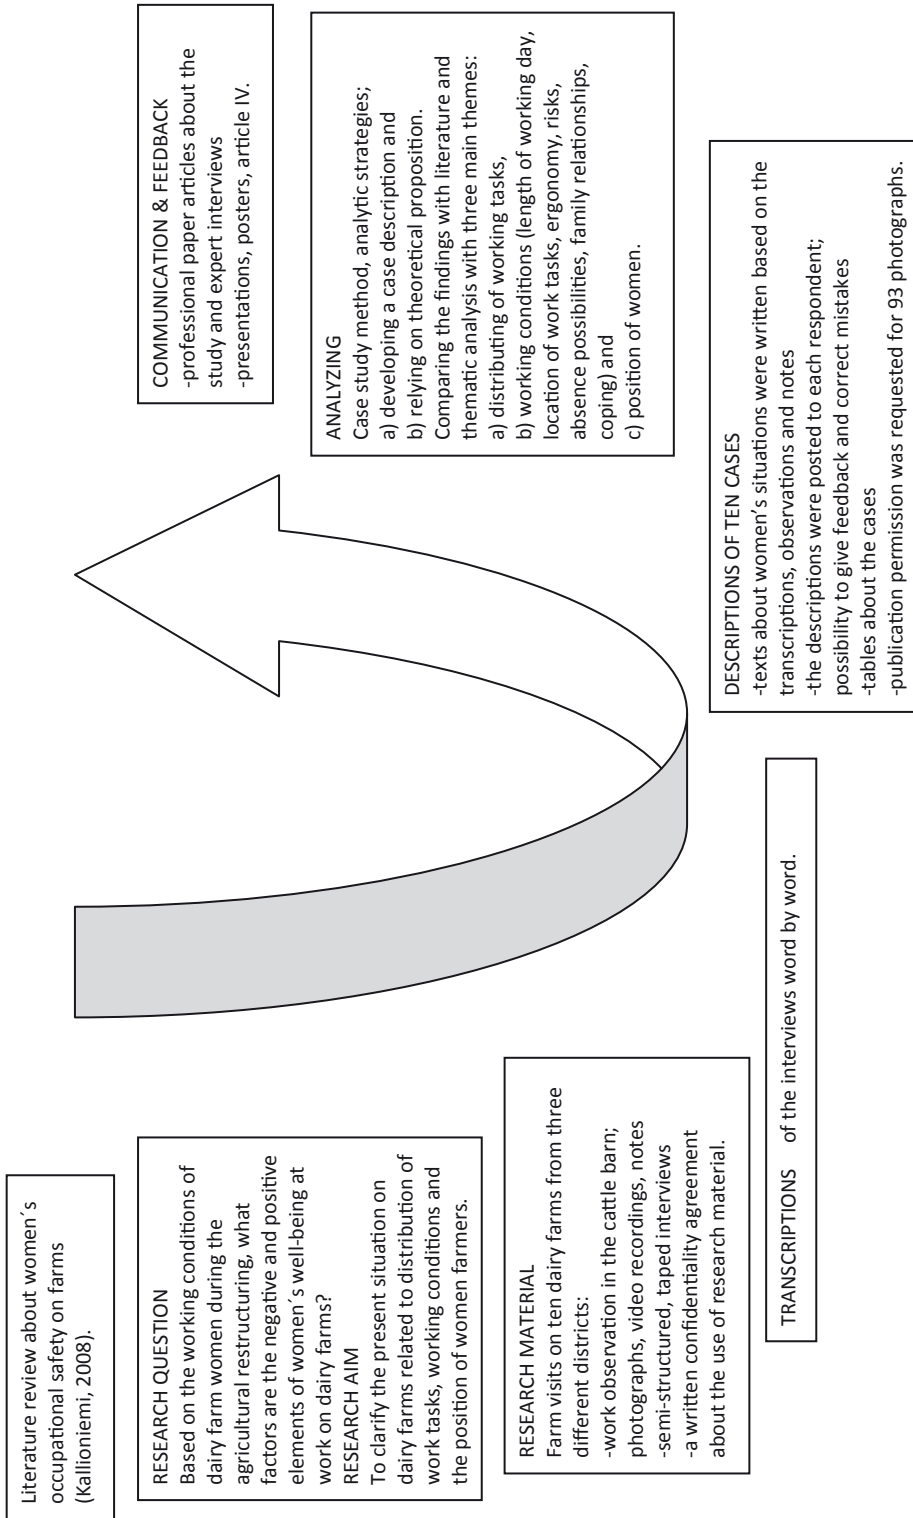 Literature review about women´s
occupational safety on farms
(Kallioniemi, 2008).
RESEARCH QUESTION
Based on the working conditions of
dairy farm women during the
agricultural restructuring, what
factors are the negative and positive
elements of women´s well-being at
work on dairy farms?
RESEARCH AIM
To clarify the present situation on
dairy farms related to distribution of
work tasks, working conditions and
the position of women farmers.
RESEARCH MATERIAL
Farm visits on ten dairy farms from three
different districts:
-work observation in the cattle barn;
photographs, video recordings, notes
-semi-structured, taped interviews
-a written confidentiality agreement
about the use of research material.
TRANSCRIPTIONS of the interviews word by word.
DESCRIPTIONS OF TEN CASES
-texts about women´s situations were written based on the
transcriptions, observations and notes
-the descriptions were posted to each respondent;
possibility to give feedback and correct mistakes
-tables about the cases
-publication permission was requested for 93 photographs.
ANALYZING
Case study method, analytic strategies;
a) developing a case description and
b) relying on theoretical proposition.
Comparing the findings with literature and
thematic analysis with three main themes:
a) distributing of working tasks,
b) working conditions (length of working day,
location of work tasks, ergonomy, risks,
absence possibilities, family relationships,
coping) and
c) position of women.
COMMUNICATION & FEEDBACK
-professional paper articles about the
study and expert interviews
-presentations, posters, article IV.